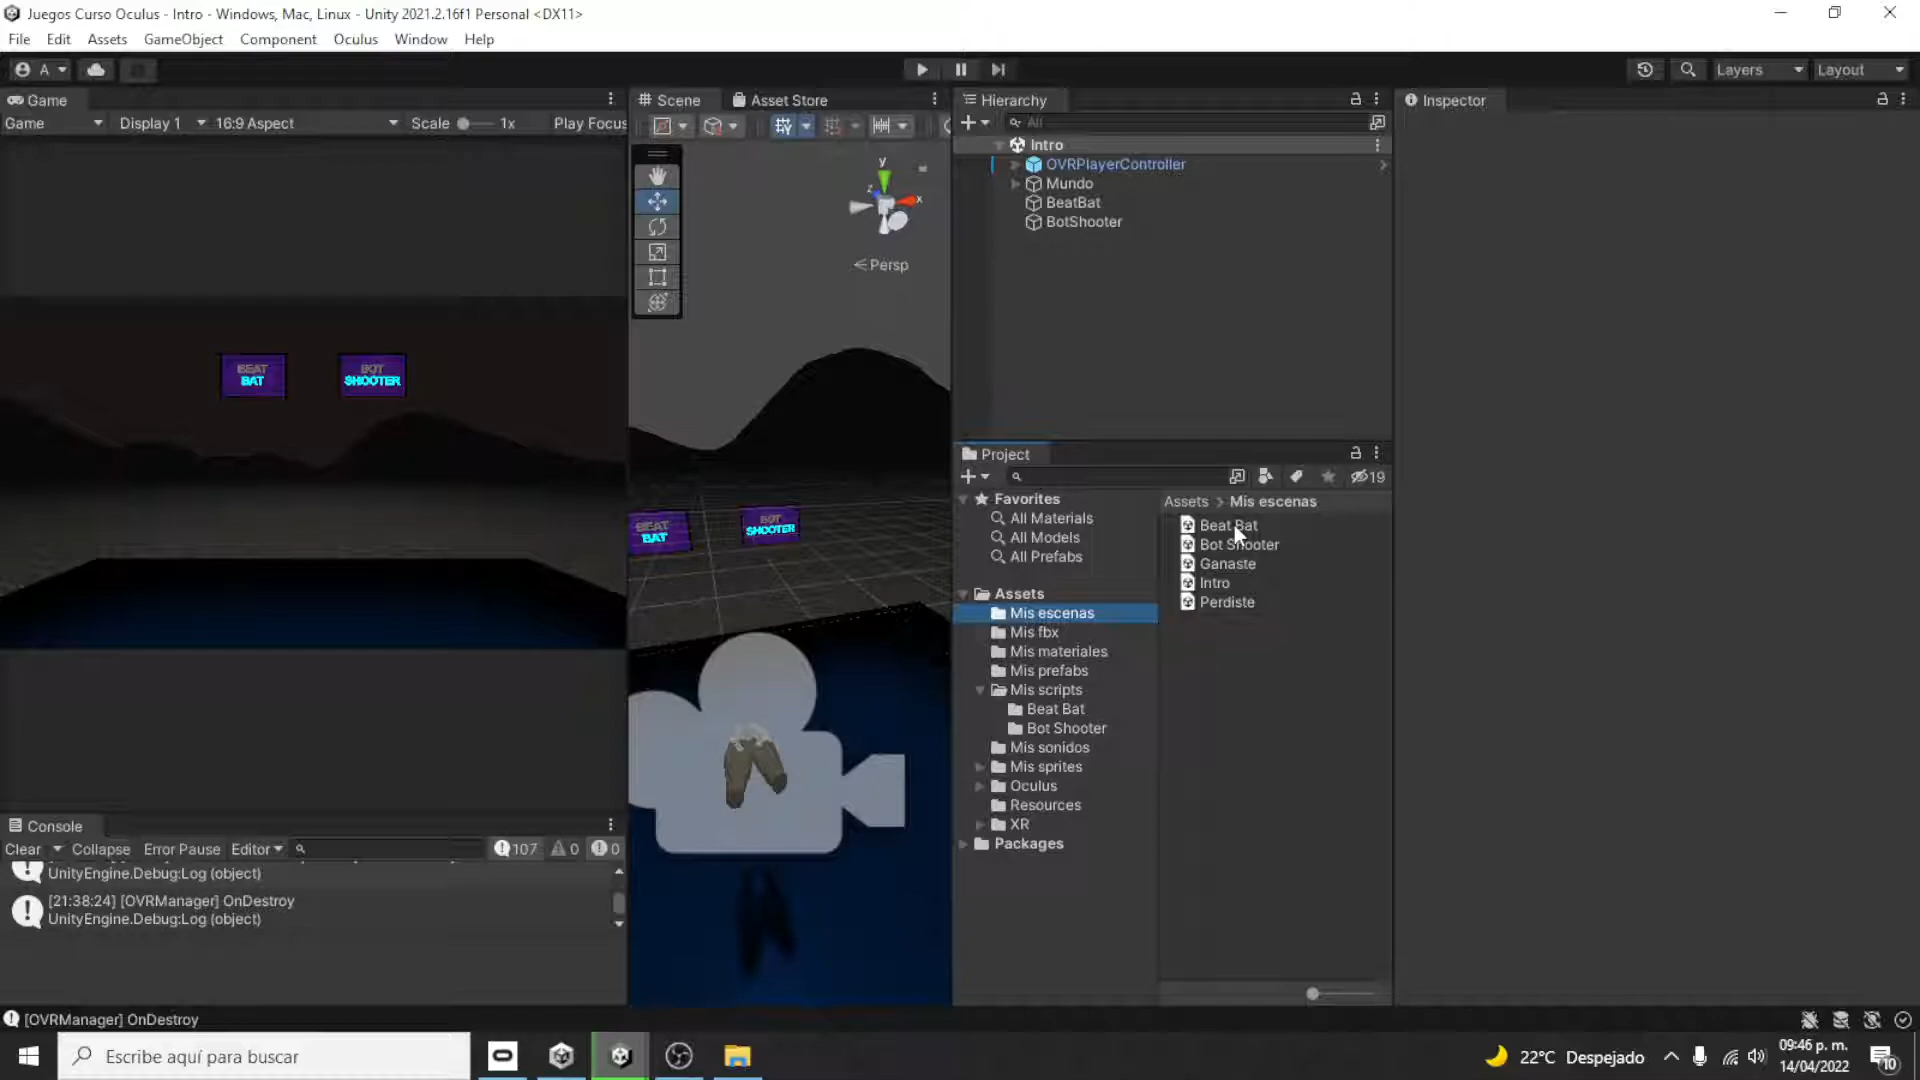 Juegos Curso Oculus - Intro - Windows, Mac, Linux - Unity 2021.2.16f1 Personal <DX11>
File Edit Assets GameObject Component Oculus Window Help
A Layers Layout
Game
Game Display 1 16:9 Aspect Scale 1x Play Focus
BEAT
BAT
BOT
SHOOTER
Console
Clear Collapse Error Pause Editor 107 0 0
UnityEngine.Debug:Log (object)
[21:38:24] [OVRManager] OnDestroy
UnityEngine.Debug:Log (object)
[OVRManager] OnDestroy
Scene Asset Store
y
z
x
Persp
BEAT
BAT
BOT
SHOOTER
Hierarchy
All
Intro
OVRPlayerController
Mundo
BeatBat
BotShooter
Project
19
Favorites
All Materials
All Models
All Prefabs
Assets
Mis escenas
Mis fbx
Mis materiales
Mis prefabs
Mis scripts
Beat Bat
Bot Shooter
Mis sonidos
Mis sprites
Oculus
Resources
XR
Packages
Assets > Mis escenas
Beat Bat
Bot Shooter
Ganaste
Intro
Perdiste
Inspector
Escribe aquí para buscar
22°C Despejado
09:46 p. m.
14/04/2022
10